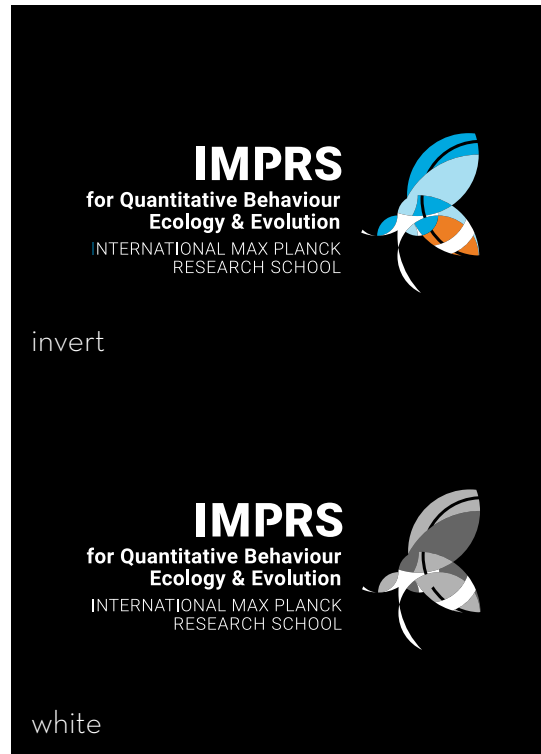 IMPRS
for Quantitative Behaviour
Ecology & Evolution
INTERNATIONAL MAX PLANCK
RESEARCH SCHOOL
invert
IMPRS
for Quantitative Behaviour
Ecology & Evolution
INTERNATIONAL MAX PLANCK
RESEARCH SCHOOL
white